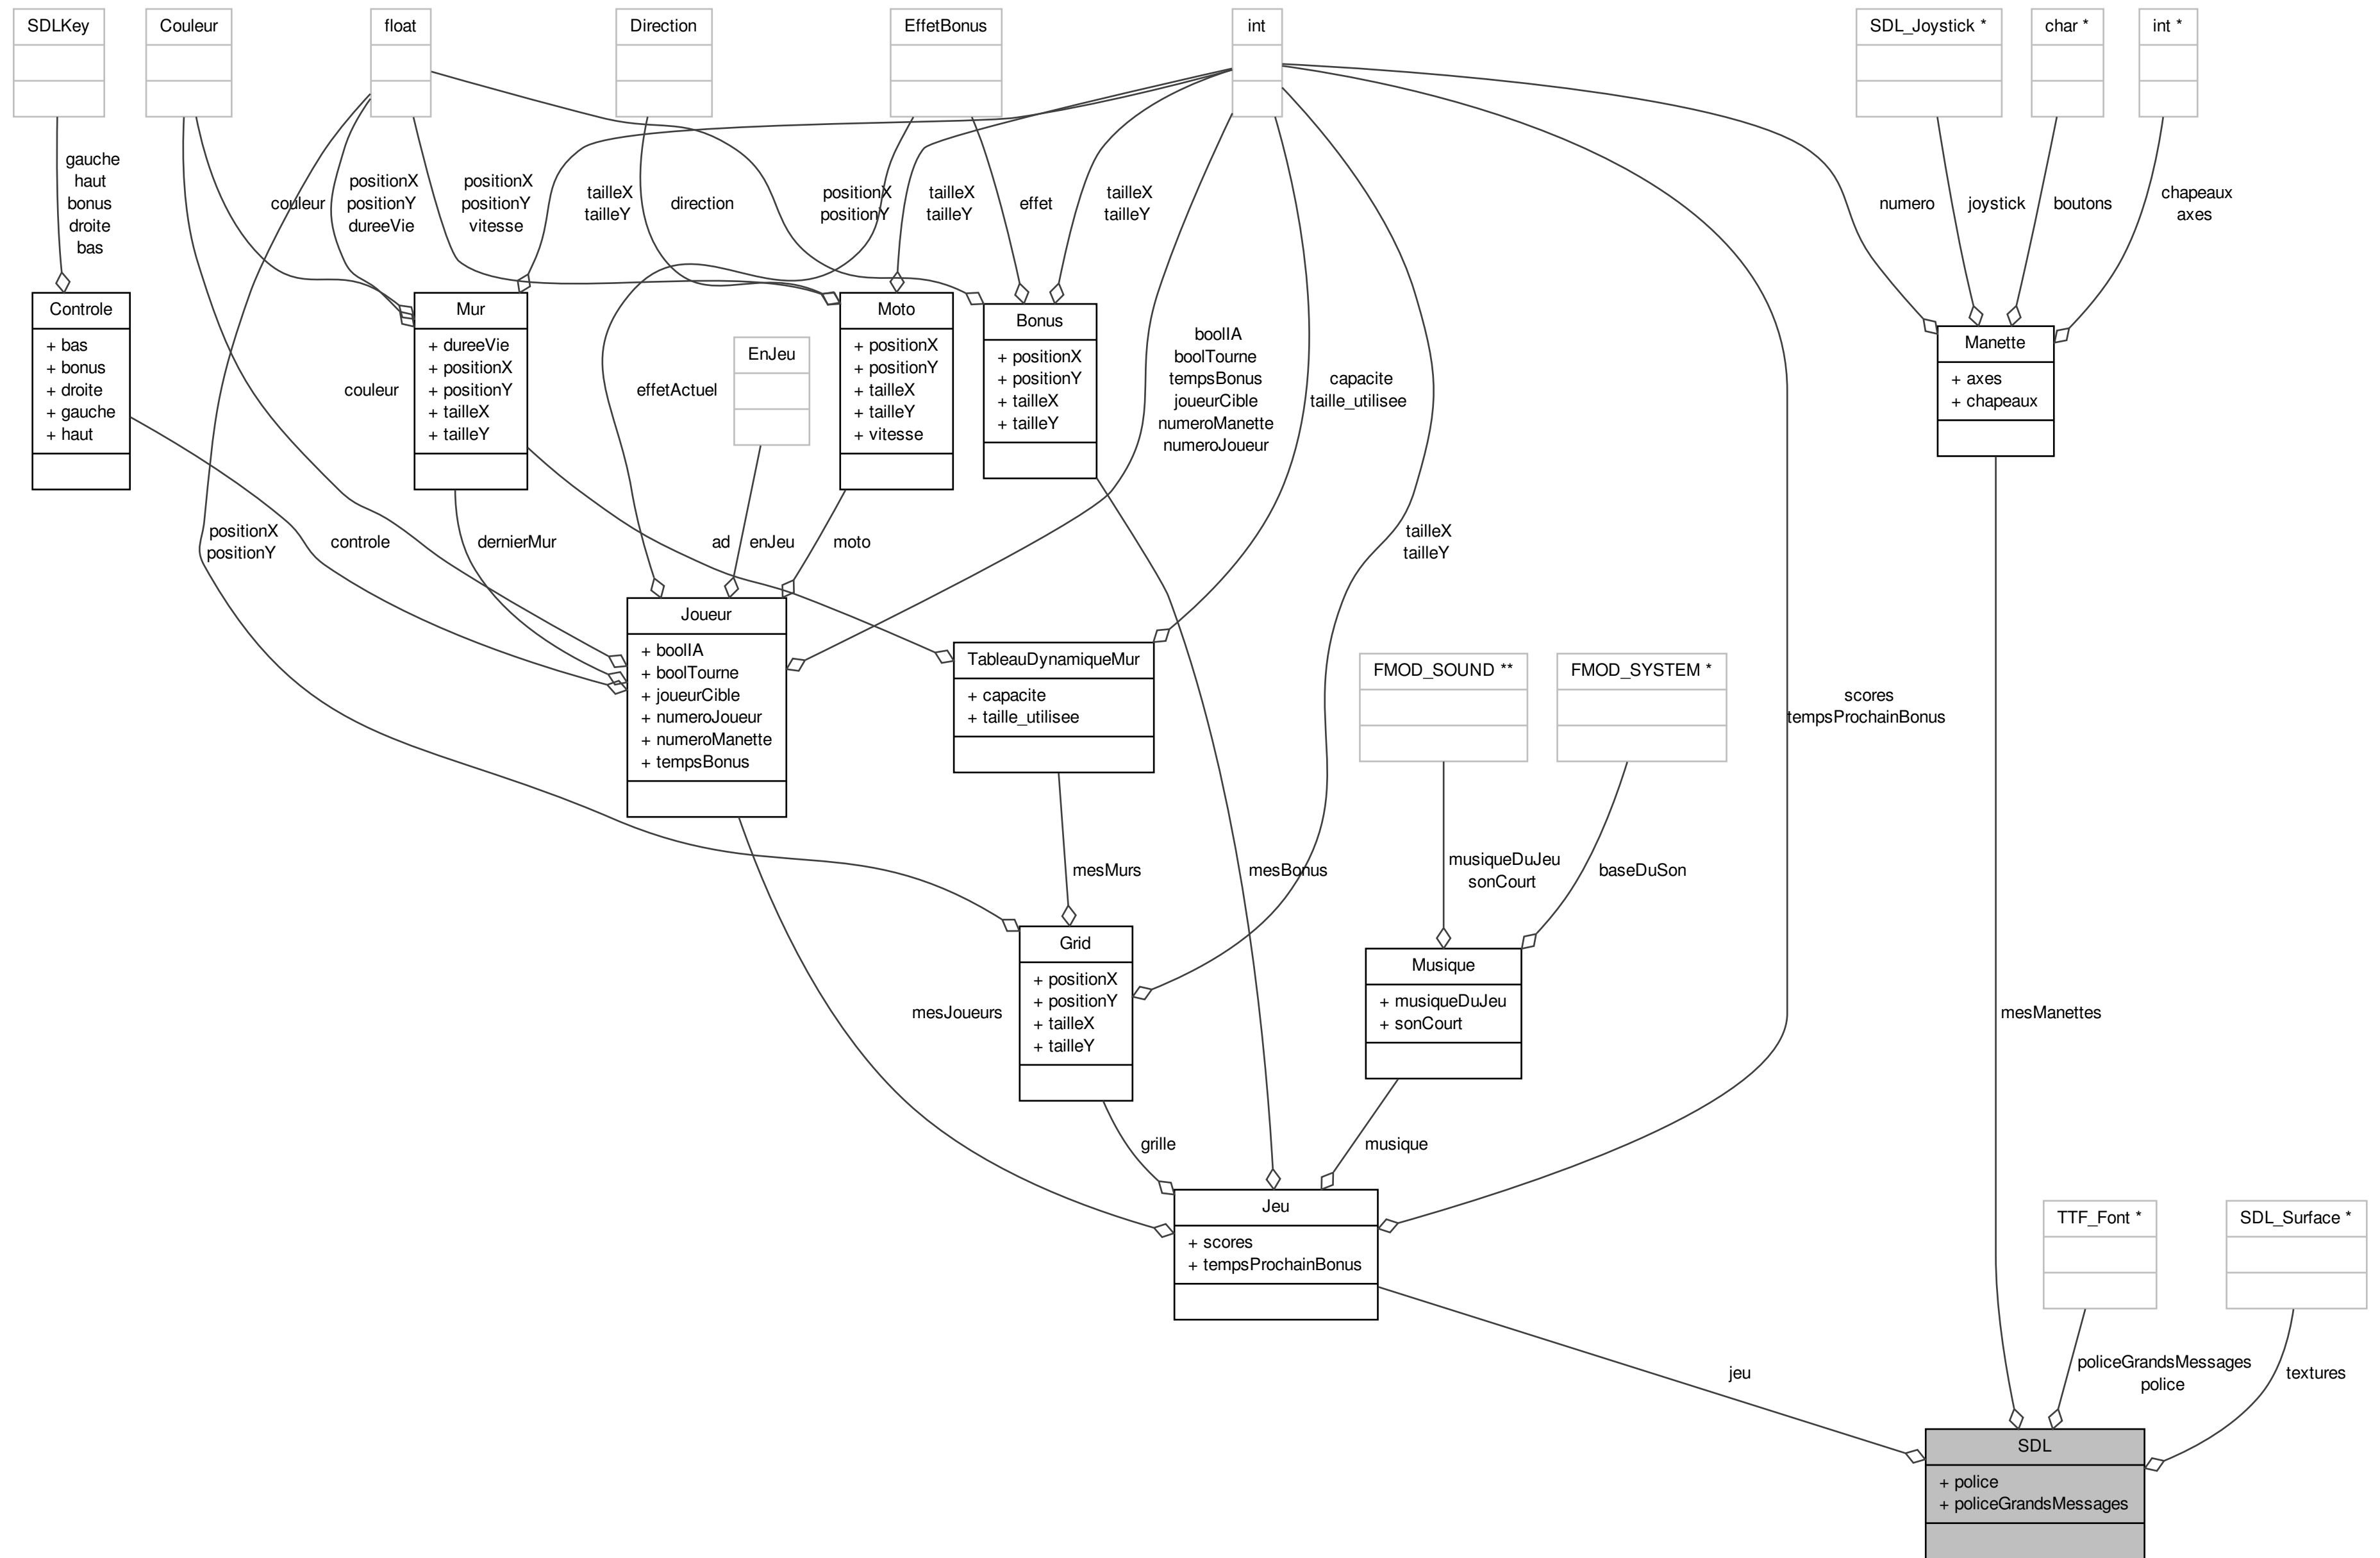 SDLKey
Couleur
float
Direction
EffetBonus
int
SDL_Joystick *
char *
int *
gauche
haut
bonus
droite
bas
couleur
positionX
positionY
dureeVie
positionX
positionY
vitesse
tailleX
tailleY
direction
positionX
positionY
tailleX
tailleY
effet
tailleX
tailleY
numero
joystick
boutons
chapeaux
axes
Controle
+ bas
+ bonus
+ droite
+ gauche
+ haut
couleur
Mur
+ dureeVie
+ positionX
+ positionY
+ tailleX
+ tailleY
effetActuel
EnJeu
Moto
+ positionX
+ positionY
+ tailleX
+ tailleY
+ vitesse
Bonus
+ positionX
+ positionY
+ tailleX
+ tailleY
boolIA
boolTourne
tempsBonus
joueurCible
numeroManette
numeroJoueur
capacite
taille_utilisee
Manette
+ axes
+ chapeaux
positionX
positionY
controle
dernierMur
ad
enJeu
moto
tailleX
tailleY
Joueur
+ boolIA
+ boolTourne
+ joueurCible
+ numeroJoueur
+ numeroManette
+ tempsBonus
TableauDynamiqueMur
+ capacite
+ taille_utilisee
FMOD_SOUND **
FMOD_SYSTEM *
scores
tempsProchainBonus
mesMurs
mesBonus
musiqueDuJeu
sonCourt
baseDuSon
mesJoueurs
Grid
+ positionX
+ positionY
+ tailleX
+ tailleY
Musique
+ musiqueDuJeu
+ sonCourt
mesManettes
grille
musique
Jeu
+ scores
+ tempsProchainBonus
TTF_Font *
SDL_Surface *
jeu
policeGrandsMessages
police
textures
SDL
+ police
+ policeGrandsMessages